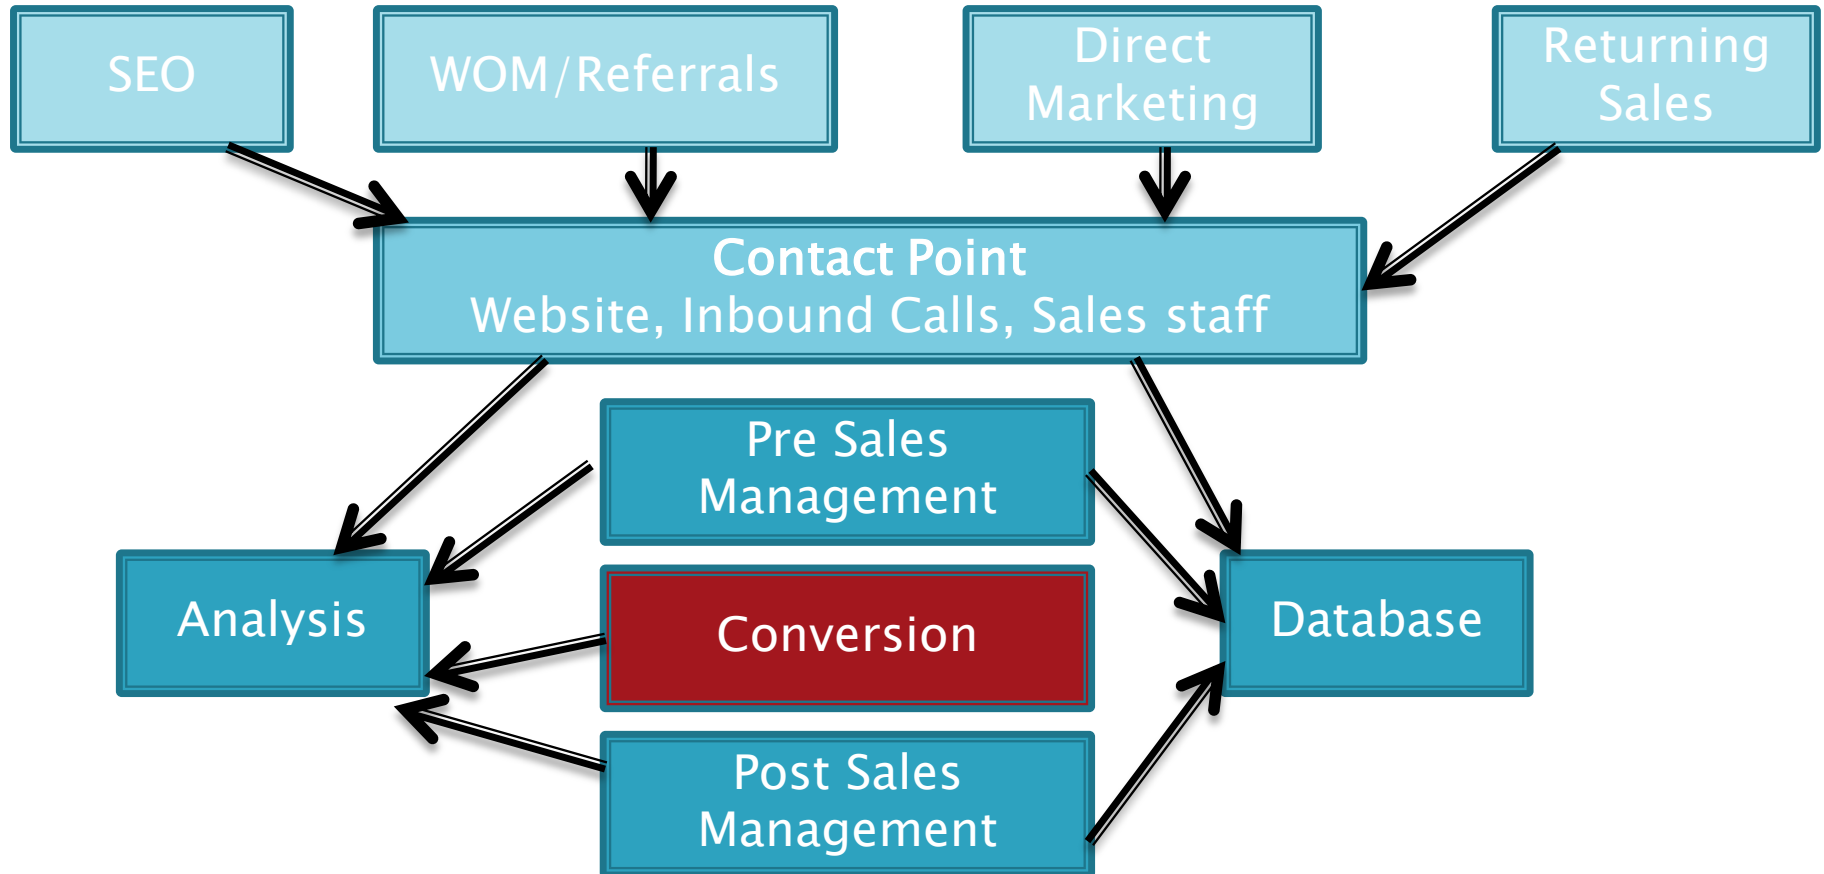 SEO
WOM/Referrals
Direct
Marketing
Returning
Sales
Contact Point
Website, Inbound Calls, Sales staff
Pre Sales
Management
Analysis
Conversion
Database
Post Sales
Management